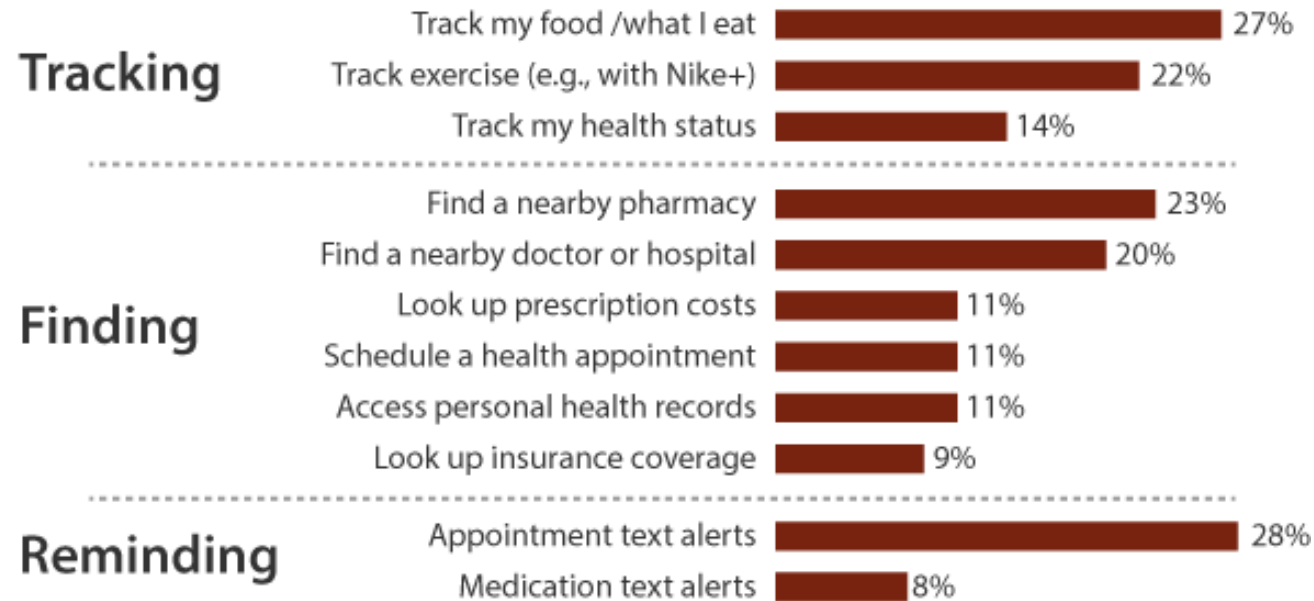 Tracking
Track my food /what I eat 27%
Track exercise (e.g., with Nike+) 22%
Track my health status 14%
Finding
Find a nearby pharmacy 23%
Find a nearby doctor or hospital 20%
Look up prescription costs 11%
Schedule a health appointment 11%
Access personal health records 11%
Look up insurance coverage 9%
Reminding
Appointment text alerts 28%
Medication text alerts 8%